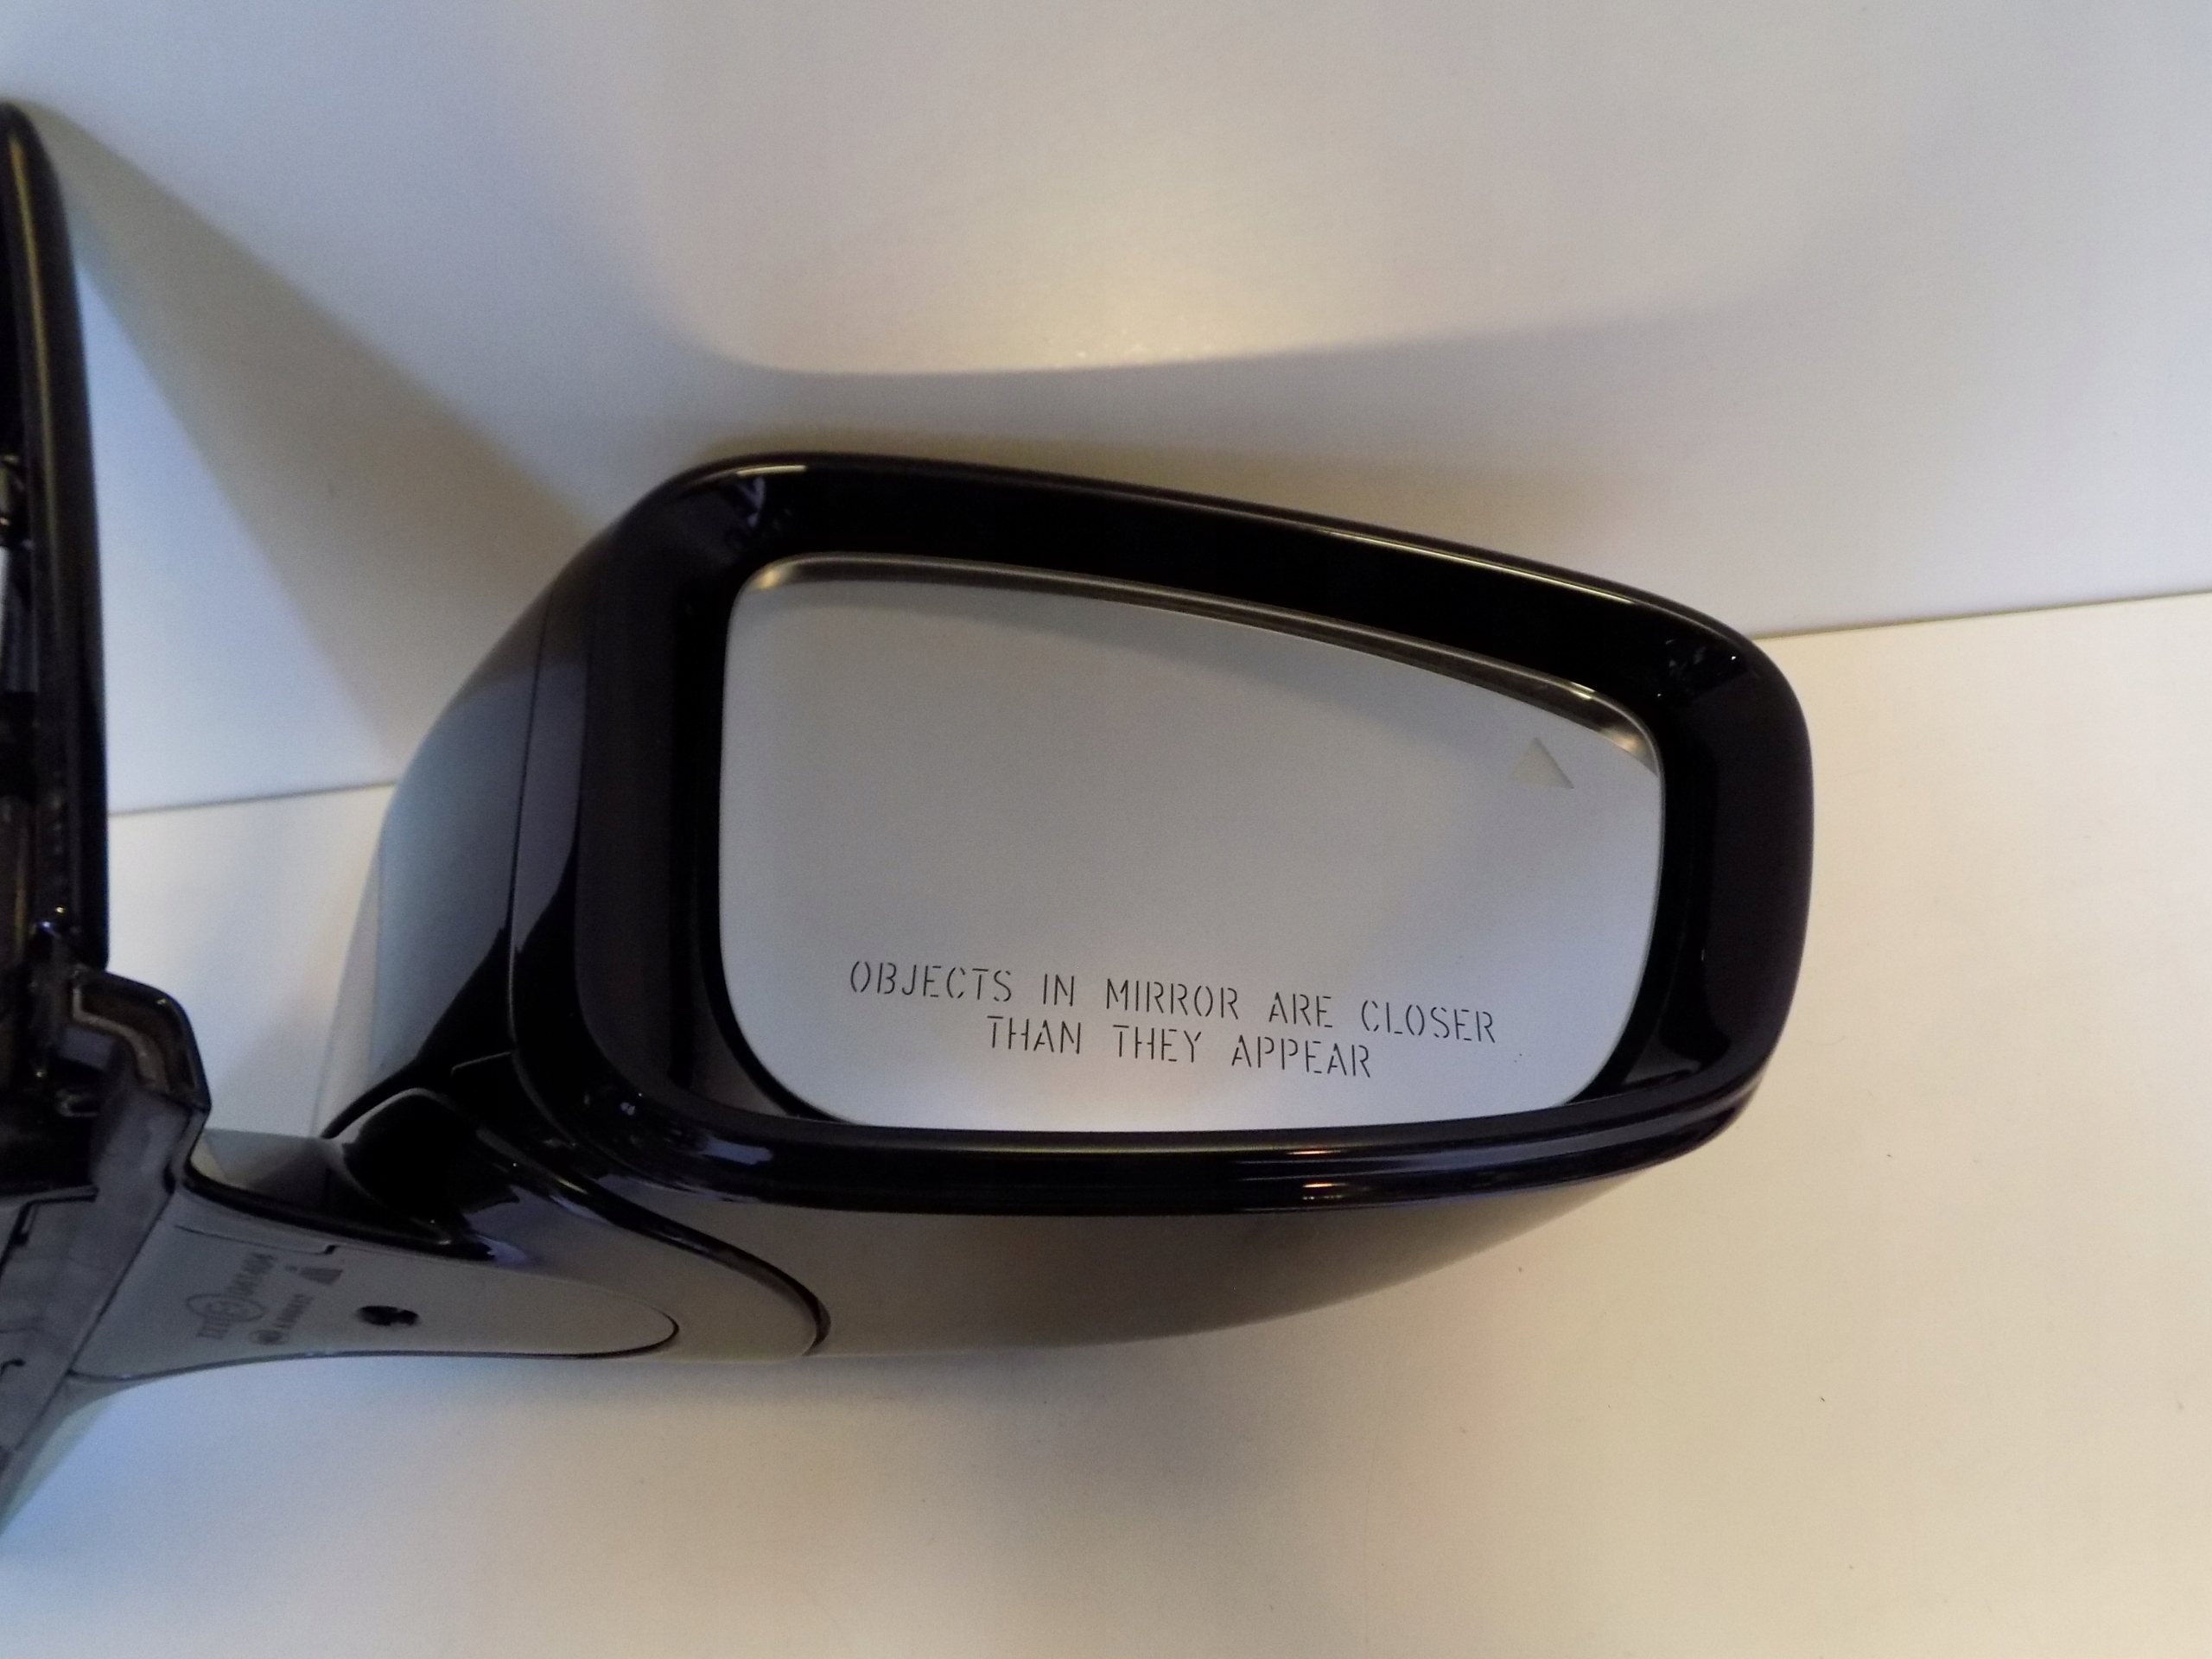 OBJECTS IN MIRROR ARE CLOSER
THAN THEY APPEAR